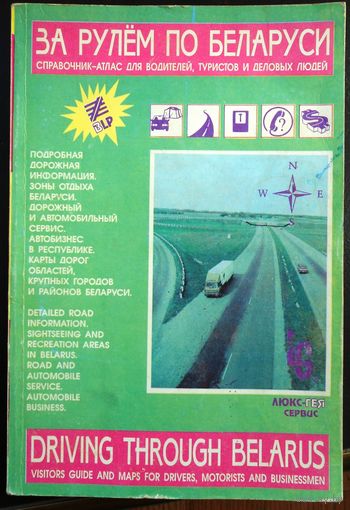 ЗА РУЛЁМ ПО БЕЛАРУСИ
СПРАВОЧНИК-АТЛАС ДЛЯ ВОДИТЕЛЕЙ, ТУРИСТОВ И ДЕЛОВЫХ ЛЮДЕЙ
BLP
ПОДРОБНАЯ
ДОРОЖНАЯ
ИНФОРМАЦИЯ.
ЗОНЫ ОТДЫХА
БЕЛАРУСИ.
ДОРОЖНЫЙ
И АВТОМОБИЛЬНЫЙ
СЕРВИС.
АВТОБИЗНЕС
В РЕСПУБЛИКЕ.
КАРТЫ ДОРОГ
ОБЛАСТЕЙ,
КРУПНЫХ ГОРОДОВ
И РАЙОНОВ БЕЛАРУСИ.
DETAILED ROAD
INFORMATION.
SIGHTSEEING AND
RECREATION AREAS
IN BELARUS.
ROAD AND
AUTOMOBILE
SERVICE.
AUTOMOBILE
BUSINESS.
N
W E
S
ЛЮКС-ГЕЯ
СЕРВИС
DRIVING THROUGH BELARUS
VISITORS GUIDE AND MAPS FOR DRIVERS, MOTORISTS AND BUSINESSMEN